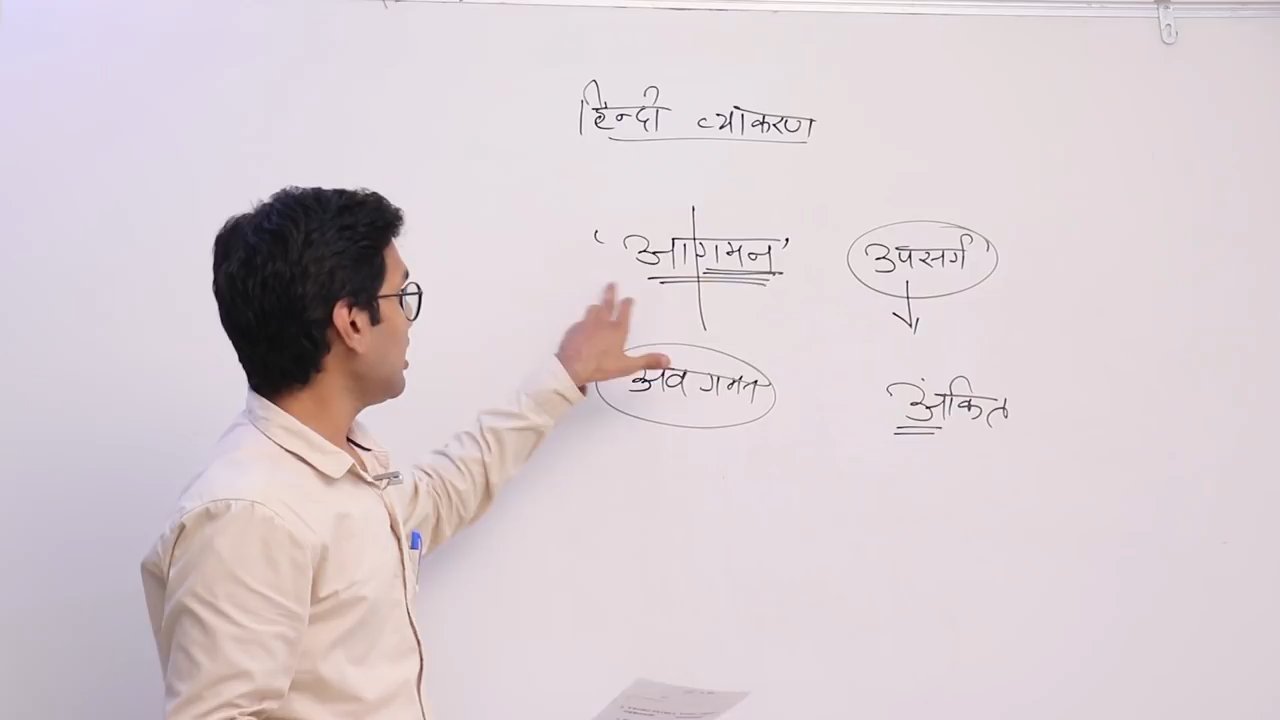 हिन्दी व्याकरण
'आगमन' उपसर्ग
अवगमन अंकित